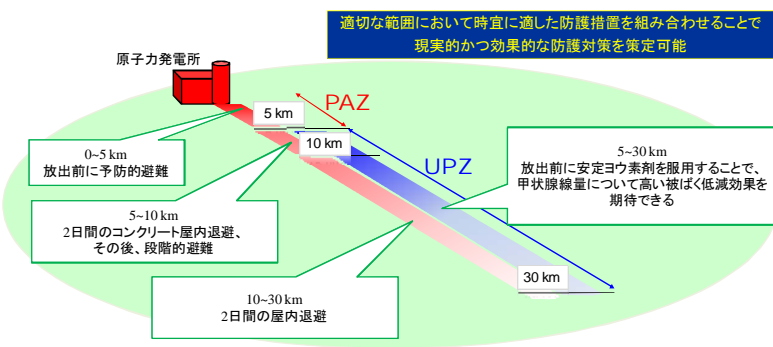 適切な範囲において時宜に適した防護措置を組み合わせることで
現実的かつ効果的な防護対策を策定可能
原子力発電所
PAZ
5 km
10 km
UPZ
0~5 km
放出前に予防的避難
5~30 km
放出前に安定ヨウ素剤を服用することで、
甲状腺線量について高い被ばく低減効果を
期待できる
5~10 km
2日間のコンクリート屋内退避、
その後、段階的避難
30 km
10~30 km
2日間の屋内退避